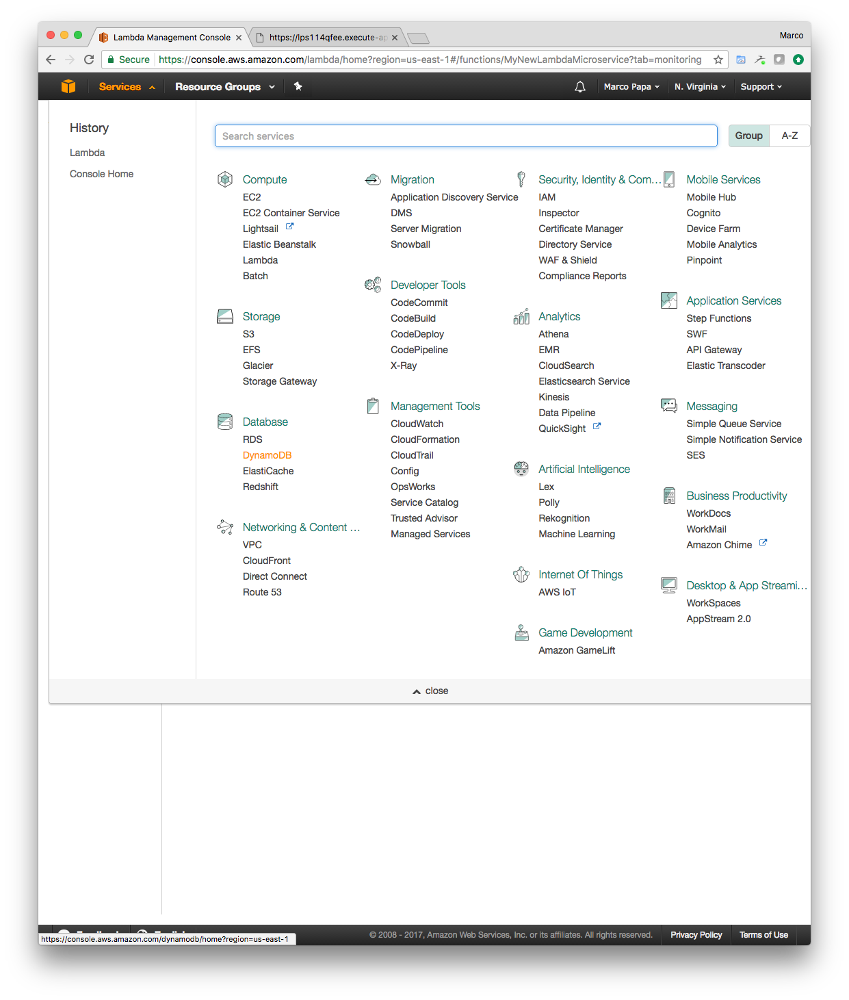 Lambda Management Console
https://lps114qfee.execute-ap
Marco
Secure
https://console.aws.amazon.com/lambda/home?region=us-east-1#/functions/MyNewLambdaMicroservice?tab=monitoring
Services
Resource Groups
Marco Papa
N. Virginia
Support
History
Lambda
Console Home
Search services
Group
A-Z
Compute
EC2
EC2 Container Service
Lightsail
Elastic Beanstalk
Lambda
Batch
Storage
S3
EFS
Glacier
Storage Gateway
Database
RDS
DynamoDB
ElastiCache
Redshift
Networking & Content ...
VPC
CloudFront
Direct Connect
Route 53
Migration
Application Discovery Service
DMS
Server Migration
Snowball
Developer Tools
CodeCommit
CodeBuild
CodeDeploy
CodePipeline
X-Ray
Management Tools
CloudWatch
CloudFormation
CloudTrail
Config
OpsWorks
Service Catalog
Trusted Advisor
Managed Services
Security, Identity & Com...
IAM
Inspector
Certificate Manager
Directory Service
WAF & Shield
Compliance Reports
Analytics
Athena
EMR
CloudSearch
Elasticsearch Service
Kinesis
Data Pipeline
QuickSight
Artificial Intelligence
Lex
Polly
Rekognition
Machine Learning
Internet Of Things
AWS IoT
Game Development
Amazon GameLift
Mobile Services
Mobile Hub
Cognito
Device Farm
Mobile Analytics
Pinpoint
Application Services
Step Functions
SWF
API Gateway
Elastic Transcoder
Messaging
Simple Queue Service
Simple Notification Service
SES
Business Productivity
WorkDocs
WorkMail
Amazon Chime
Desktop & App Streami...
WorkSpaces
AppStream 2.0
close
© 2008 - 2017, Amazon Web Services, Inc. or its affiliates. All rights reserved.
Privacy Policy
Terms of Use
https://console.aws.amazon.com/dynamodb/home?region=us-east-1